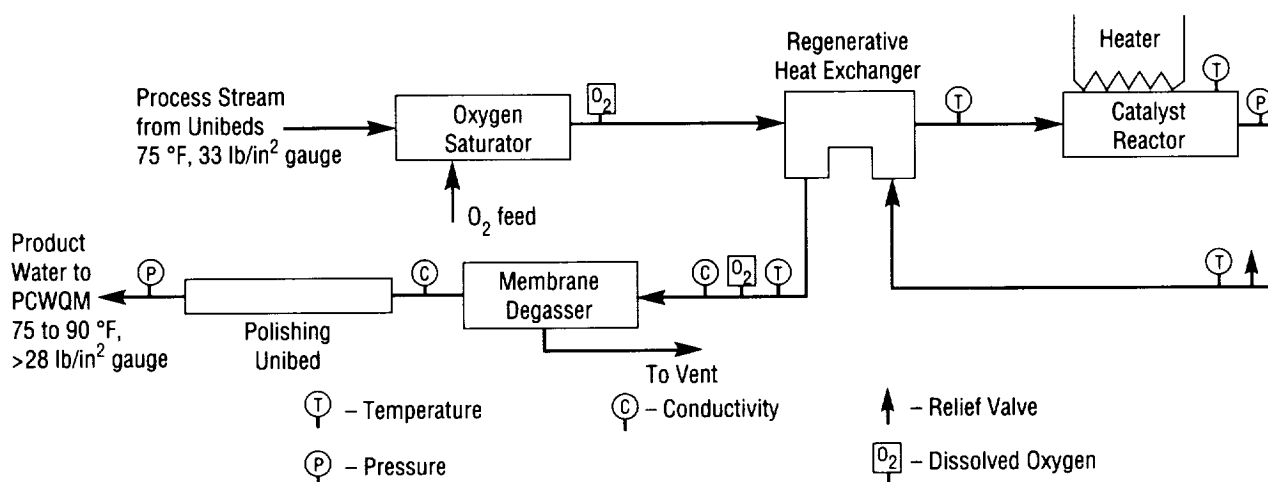 Process Stream
from Unibeds
75 °F, 33 lb/in² gauge
Oxygen
Saturator
O₂ feed
O₂
Regenerative
Heat Exchanger
T
Heater
T
Catalyst
Reactor
P
Product
Water to
PCWQM
75 to 90 °F,
>28 lb/in² gauge
P
Polishing
Unibed
C
Membrane
Degasser
To Vent
C
O₂
T
T
T – Temperature
C – Conductivity
– Relief Valve
P – Pressure
O₂ – Dissolved Oxygen